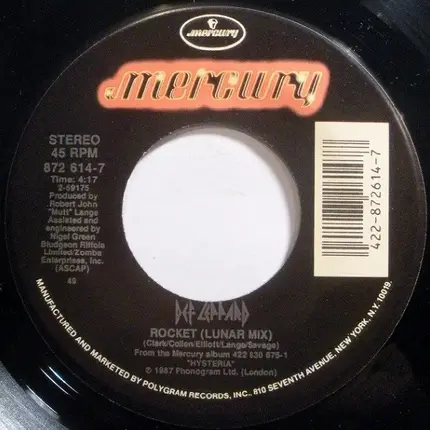 mercury
mercury
STEREO
45 RPM
872 614-7
Time: 4:17
2-59175
Produced by
Robert John
"Mutt" Lange
Assisted and
engineered by
Nigel Green
Bludgeon Riffola
Limited/Zomba
Enterprises, Inc.
(ASCAP)
4S
422-872614-7
DEF LEPPARD
ROCKET (LUNAR MIX)
(Clark/Collen/Elliott/Lange/Savage)
From the Mercury album 422 830 675-1
"HYSTERIA"
℗ 1987 Phonogram Ltd. (London)
MANUFACTURED AND MARKETED BY POLYGRAM RECORDS, INC., 810 SEVENTH AVENUE, NEW YORK, N.Y. 10019.